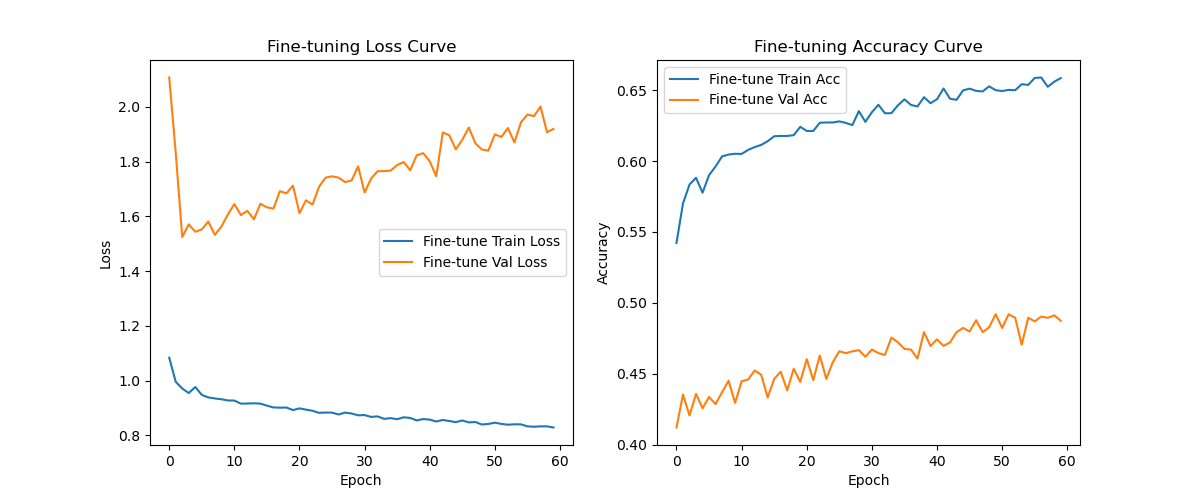 Fine-tuning Loss Curve
2.0
1.8
1.6
1.4
1.2
1.0
0.8
Loss
Fine-tune Train Loss
Fine-tune Val Loss
0 10 20 30 40 50 60
Epoch
Fine-tuning Accuracy Curve
Fine-tune Train Acc
Fine-tune Val Acc
0.65
0.60
0.55
0.50
0.45
0.40
Accuracy
0 10 20 30 40 50 60
Epoch